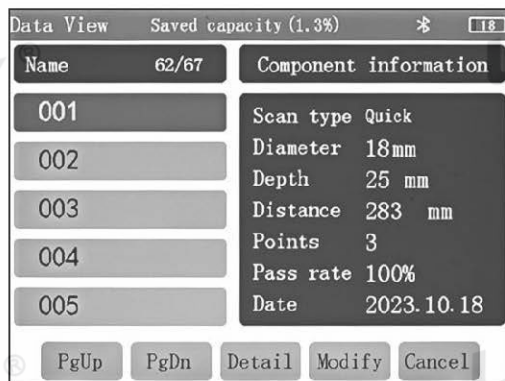 Data View Saved capacity (1.3%) 18
Name 62/67
Component information
001
002
003
004
005
Scan type Quick
Diameter 18mm
Depth 25 mm
Distance 283 mm
Points 3
Pass rate 100%
Date 2023.10.18
PgUp PgDn Detail Modify Cancel